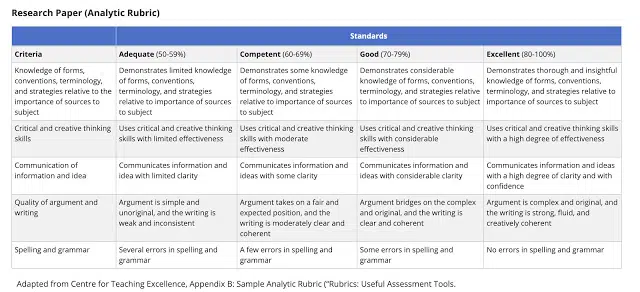 Research Paper (Analytic Rubric)
Standards
Criteria
Adequate (50-59%)
Competent (60-69%)
Good (70-79%)
Excellent (80-100%)
Knowledge of forms,
conventions, terminology,
and strategies relative to the
importance of sources to
subject
Demonstrates limited knowledge
of forms, conventions,
terminology, and strategies
relative to importance of sources
to subject
Demonstrates some knowledge
of forms, conventions,
terminology, and strategies
relative to importance of sources
to subject
Demonstrates considerable
knowledge of forms, conventions,
terminology, and strategies
relative to importance of sources
to subject
Demonstrates thorough and insightful
knowledge of forms, conventions,
terminology, and strategies relative to
importance of sources to subject
Critical and creative thinking
skills
Uses critical and creative thinking
skills with limited effectiveness
Uses critical and creative thinking
skills with moderate
effectiveness
Uses critical and creative thinking
skills with considerable
effectiveness
Uses critical and creative thinking skills
with a high degree of effectiveness
Communication of
information and idea
Communicates information and
idea with limited clarity
Communicates information and
ideas with some clarity
Communicates information and
ideas with considerable clarity
Communicates information and ideas
with a high degree of clarity and with
confidence
Quality of argument and
writing
Argument is simple and
unoriginal, and the writing is
weak and inconsistent
Argument takes on a fair and
expected position, and the
writing is moderately clear and
coherent
Argument bridges on the complex
and original, and the writing is
clear and coherent
Argument is complex and original, and
the writing is strong, fluid, and
creatively coherent
Spelling and grammar
Several errors in spelling and
grammar
A few errors in spelling and
grammar
Some errors in spelling and
grammar
No errors in spelling and grammar
Adapted from Centre for Teaching Excellence, Appendix B: Sample Analytic Rubric ("Rubrics: Useful Assessment Tools.